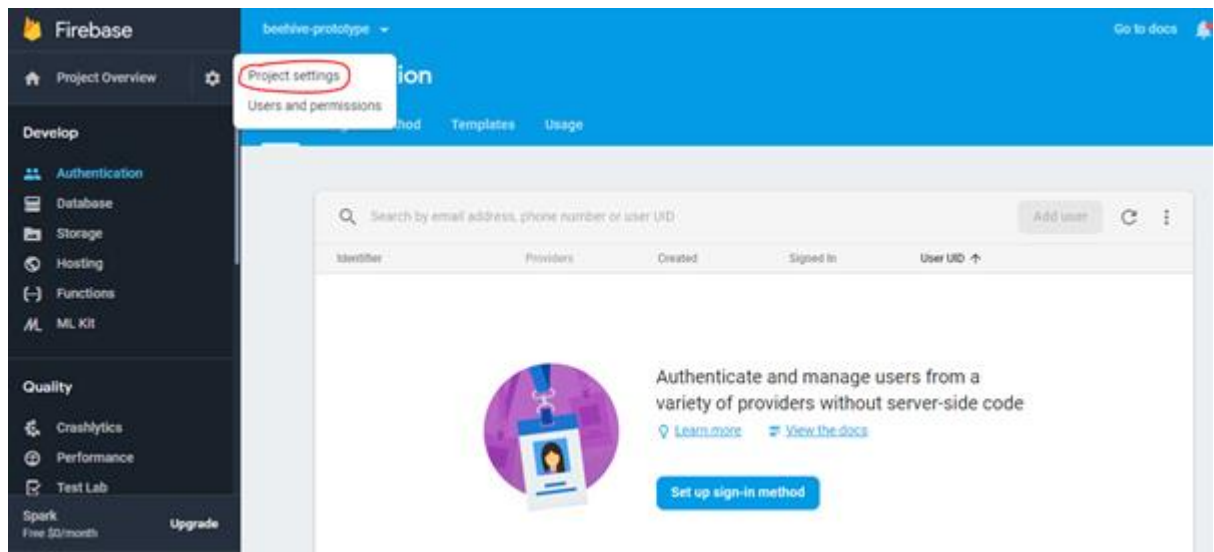 Firebase
beehive-prototype
Go to docs
Project Overview
Project settings
Users and permissions
ion
hod
Templates
Usage
Develop
Authentication
Database
Storage
Hosting
Functions
ML Kit
Quality
Crashlytics
Performance
Test Lab
Spark
Free $0/month
Upgrade
Search by email address, phone number or user UID
Add user
Identifier
Providers
Created
Signed In
User UID
Authenticate and manage users from a
variety of providers without server-side code
Learn more
View the docs
Set up sign-in method